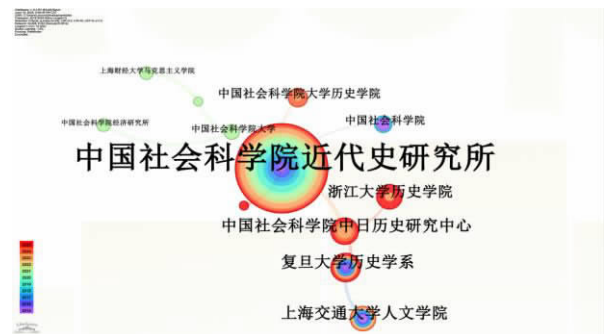 上海财经大学马克思主义学院
中国社会科学院大学历史学院
中国社会科学院经济研究所
中国社会科学院大学
中国社会科学院
中国社会科学院近代史研究所
浙江大学历史学院
中国社会科学院中日历史研究中心
复旦大学历史学系
上海交通大学人文学院